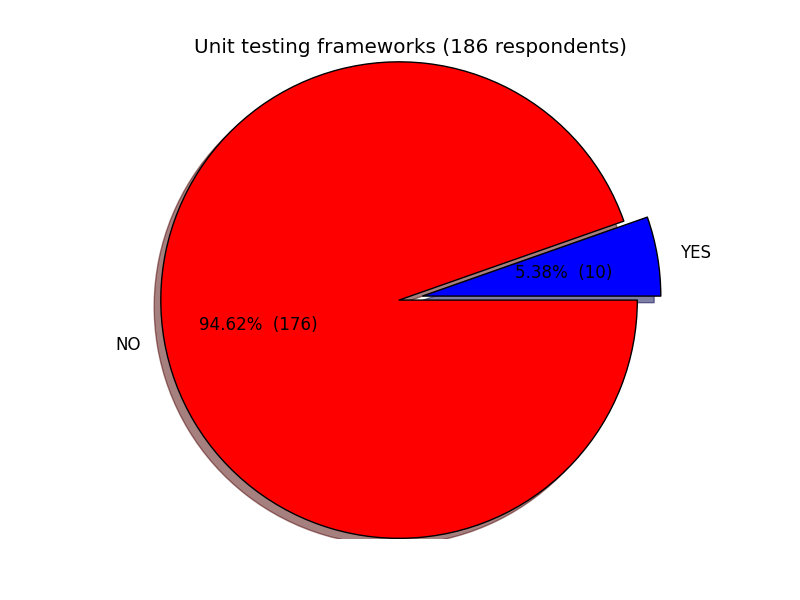 Unit testing frameworks (186 respondents)
YES
5.38% (10)
94.62% (176)
NO